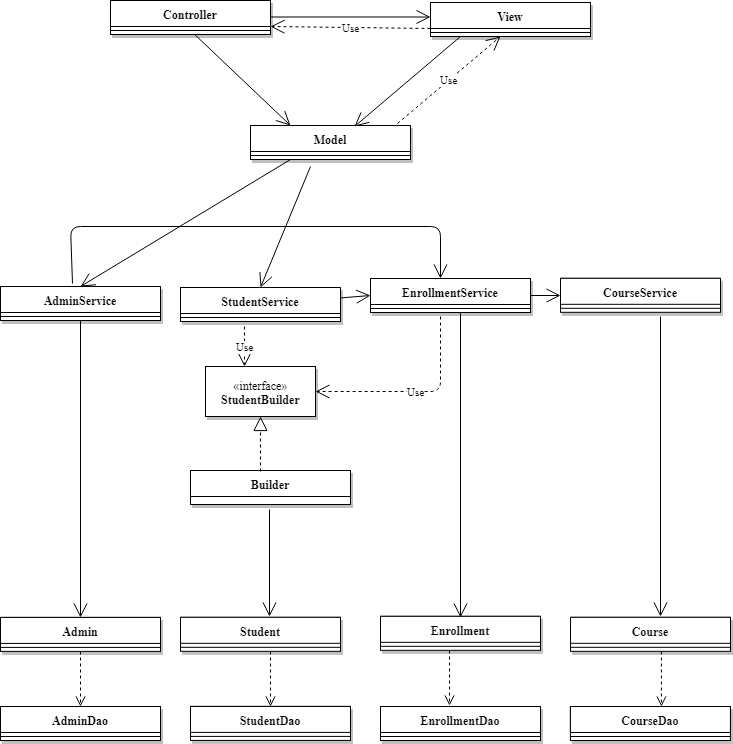 Controller
View
Use
Use
Model
AdminService
StudentService
EnrollmentService
CourseService
Use
«interface»
StudentBuilder
Use
Builder
Admin
Student
Enrollment
Course
AdminDao
StudentDao
EnrollmentDao
CourseDao